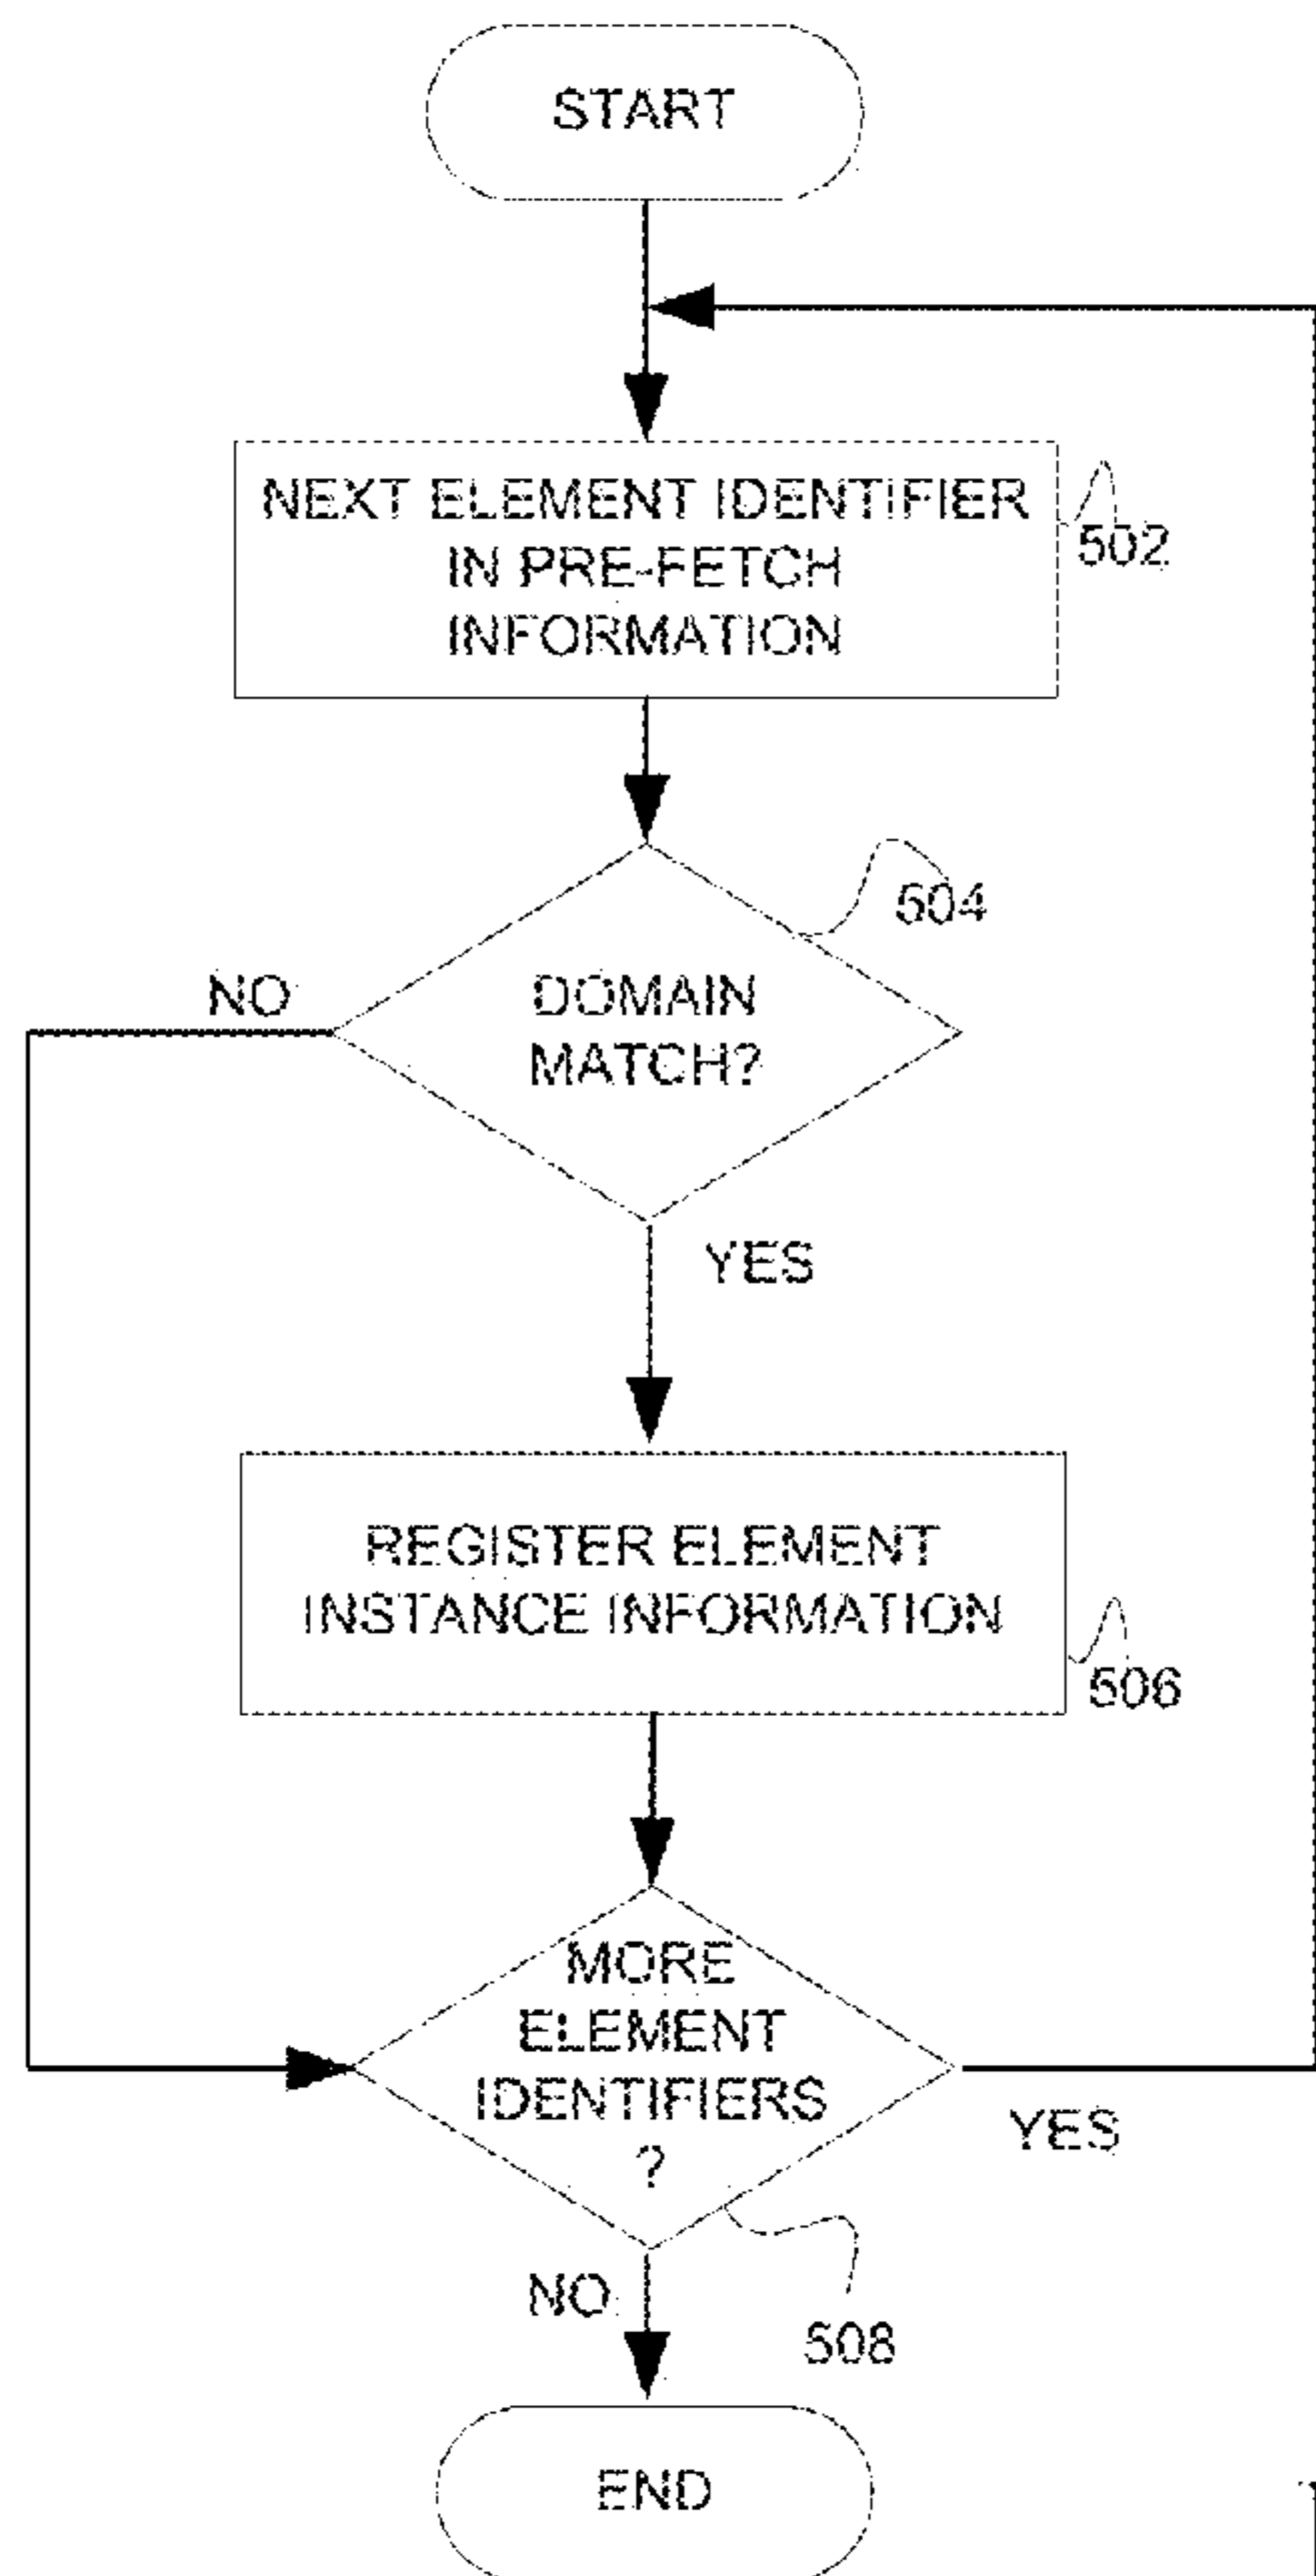 START
NEXT ELEMENT IDENTIFIER
IN PRE-FETCH
INFORMATION
502
504
NO
DOMAIN
MATCH?
YES
REGISTER ELEMENT
INSTANCE INFORMATION
506
MORE
ELEMENT
IDENTIFIERS
?
YES
NO
508
END